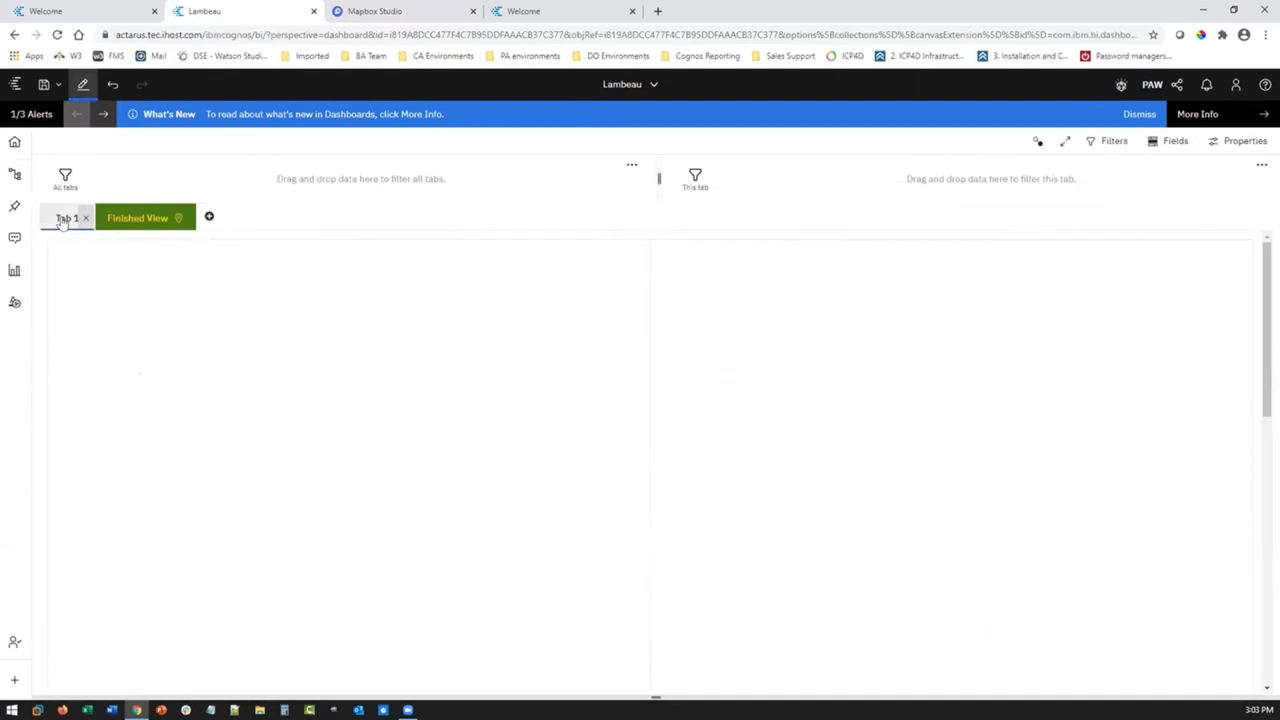 Welcome
Lambeau
Mapbox Studio
Welcome
actarus.tec.ihost.com/ibmcognos/bi/?perspective=dashboard&id=i819A8DCC477F4C7B95DDFAAACB37C377&objRef=i819A8DCC477F4C7B95DDFAAACB37C377&options%5Bcollections%5D%5BcanvasExtension%5D%5Bid%5D=com.ibm.bi.dashbo...
Apps
W3
FMS
Mail
DSE - Watson Studi...
Imported
BA Team
CA Environments
PA environments
DO Environments
Cognos Reporting
Sales Support
ICP4D
2. ICP4D Infrastruct...
3. Installation and C...
Password managers...
Lambeau
PAW
1/3 Alerts
What's New
To read about what's new in Dashboards, click More Info.
Dismiss
More Info
Filters
Fields
Properties
All tabs
Drag and drop data here to filter all tabs.
This tab
Drag and drop data here to filter this tab.
Tab 1
Finished View
3:03 PM